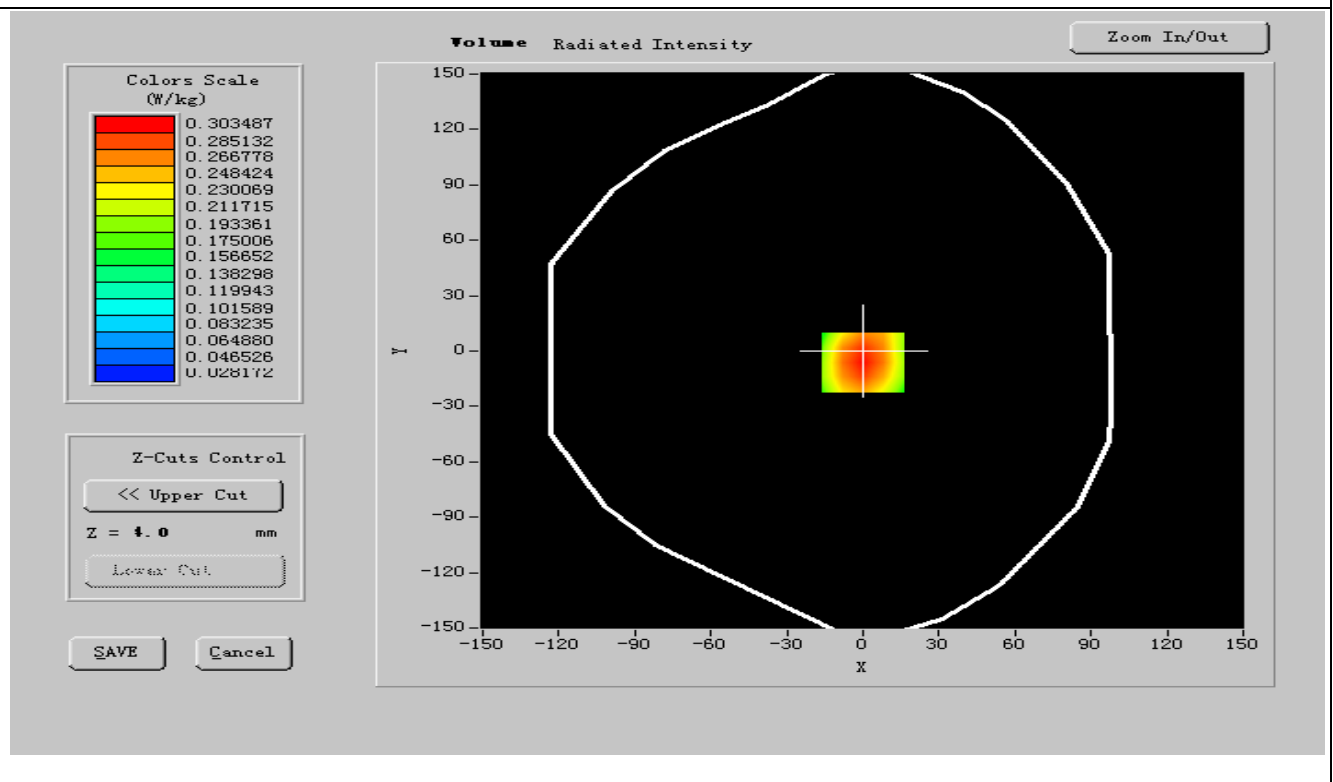 Volume Radiated Intensity
Zoom In/Out
Colors Scale
(W/kg)
0.303487
0.285132
0.266778
0.248424
0.230069
0.211715
0.193361
0.175006
0.156652
0.138298
0.119943
0.101589
0.083235
0.064880
0.046526
0.028172
Z-Cuts Control
<< Upper Cut
Z = 4.0 mm
Lower Cut
SAVE
Cancel
150
120
90
60
30
0
-30
-60
-90
-120
-150
Y
-150 -120 -90 -60 -30 0 30 60 90 120 150
X